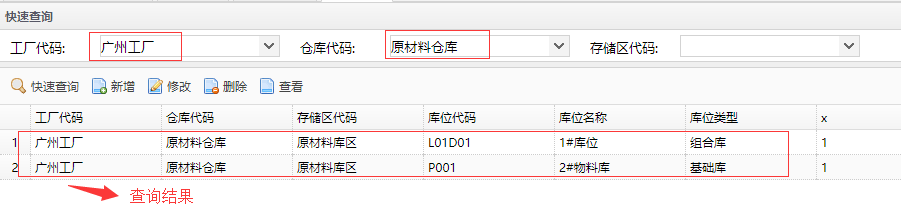 快速查询
工厂代码: 广州工厂 仓库代码: 原材料仓库 存储区代码:
快速查询 新增 修改 删除 查看
工厂代码 仓库代码 存储区代码 库位代码 库位名称 库位类型 x
1 广州工厂 原材料仓库 原材料库区 L01D01 1#库位 组合库 1
2 广州工厂 原材料仓库 原材料库区 P001 2#物料库 基础库 1
查询结果